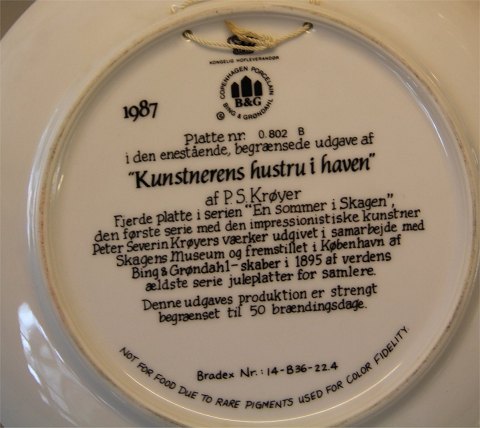 KONGELIG HOFLEVERANDØR
COPENHAGEN PORCELAIN
B&G
© BING & GRØNDAHL
1987
Platte nr. 0.802 B
i den enestående, begrænsede udgave af
"Kunstnerens hustru i haven"
af P.S. Krøyer
Fjerde platte i serien "En sommer i Skagen",
den første serie med den impressionistiske kunstner
Peter Severin Krøyers værker udgivet i samarbejde med
Skagens Museum og fremstillet i København af
Bing & Grøndahl-skaber i 1895 af verdens
ældste serie juleplatter for samlere.
Denne udgaves produktion er strengt
begrænset til 50 brændingsdage.
Bradex Nr.: 14-B36-22.4
NOT FOR FOOD DUE TO RARE PIGMENTS USED FOR COLOR FIDELITY.